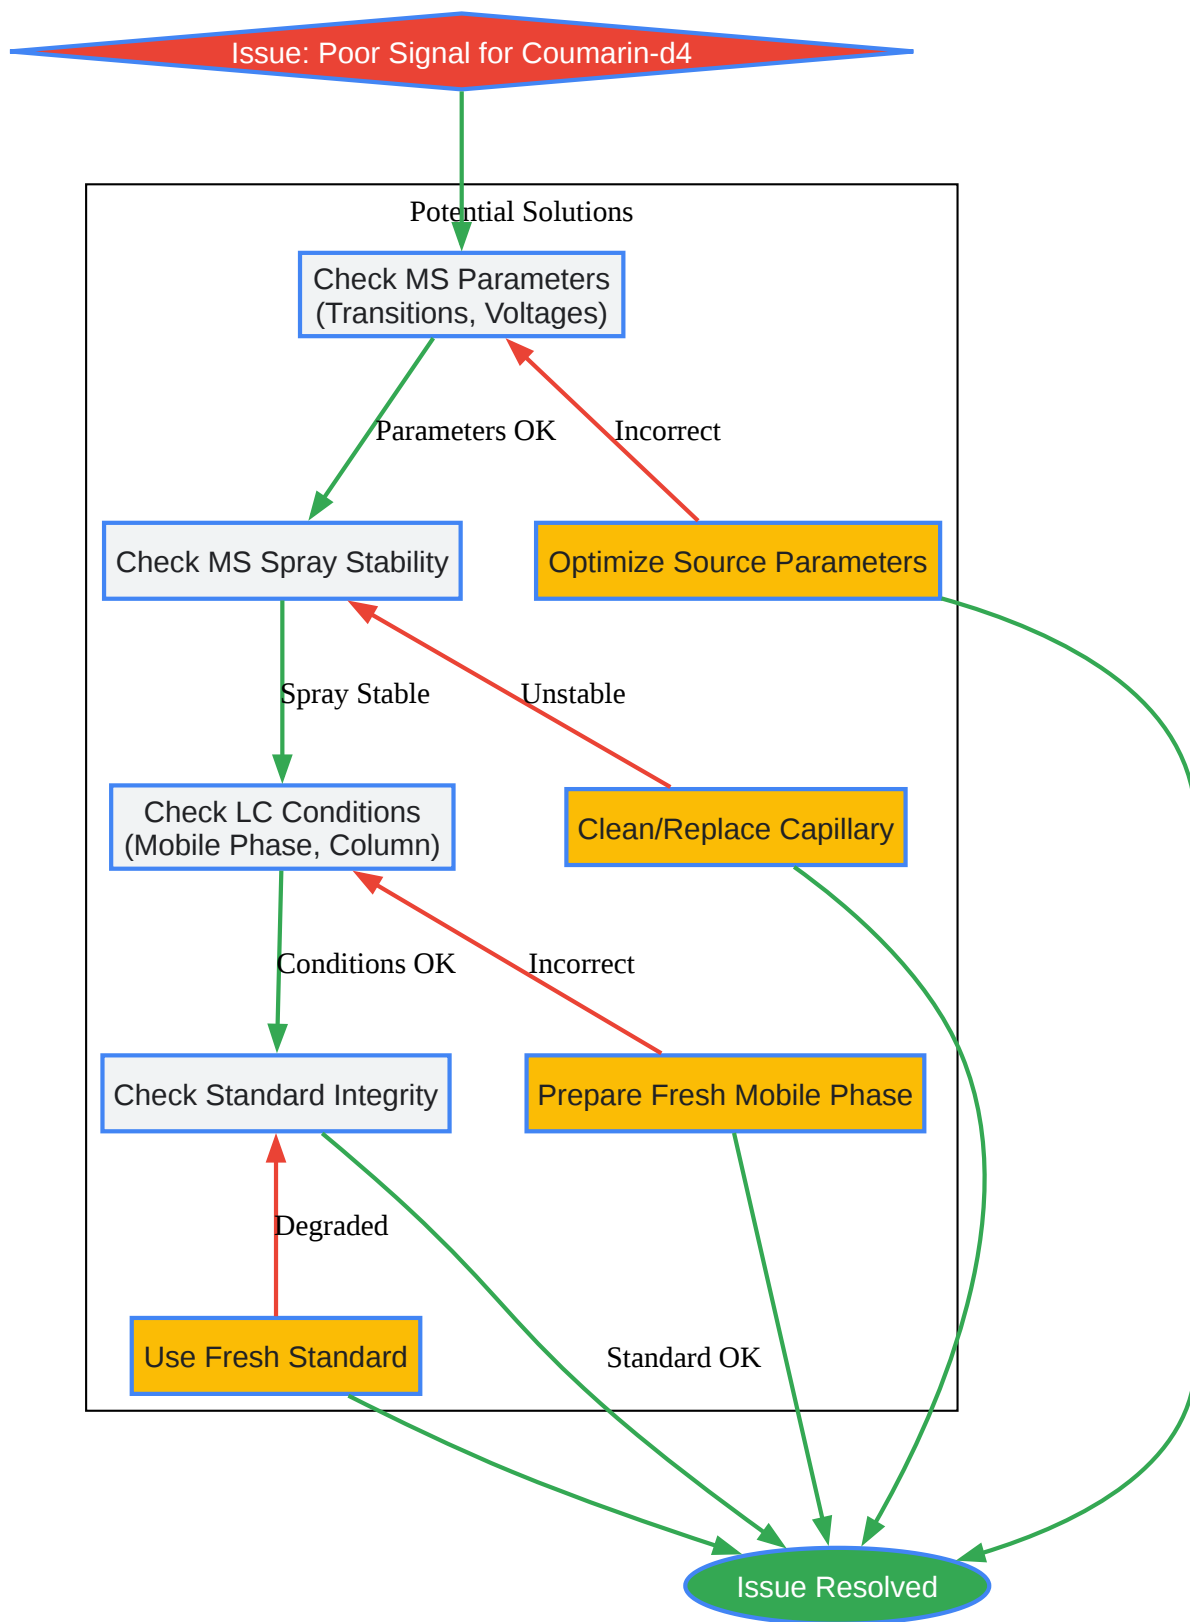 Issue: Poor Signal for Coumarin-d4
Potential Solutions
Check MS Parameters
(Transitions, Voltages)
Parameters OK
Incorrect
Check MS Spray Stability
Optimize Source Parameters
Spray Stable
Unstable
Check LC Conditions
(Mobile Phase, Column)
Clean/Replace Capillary
Conditions OK
Incorrect
Check Standard Integrity
Prepare Fresh Mobile Phase
Degraded
Use Fresh Standard
Standard OK
Issue Resolved